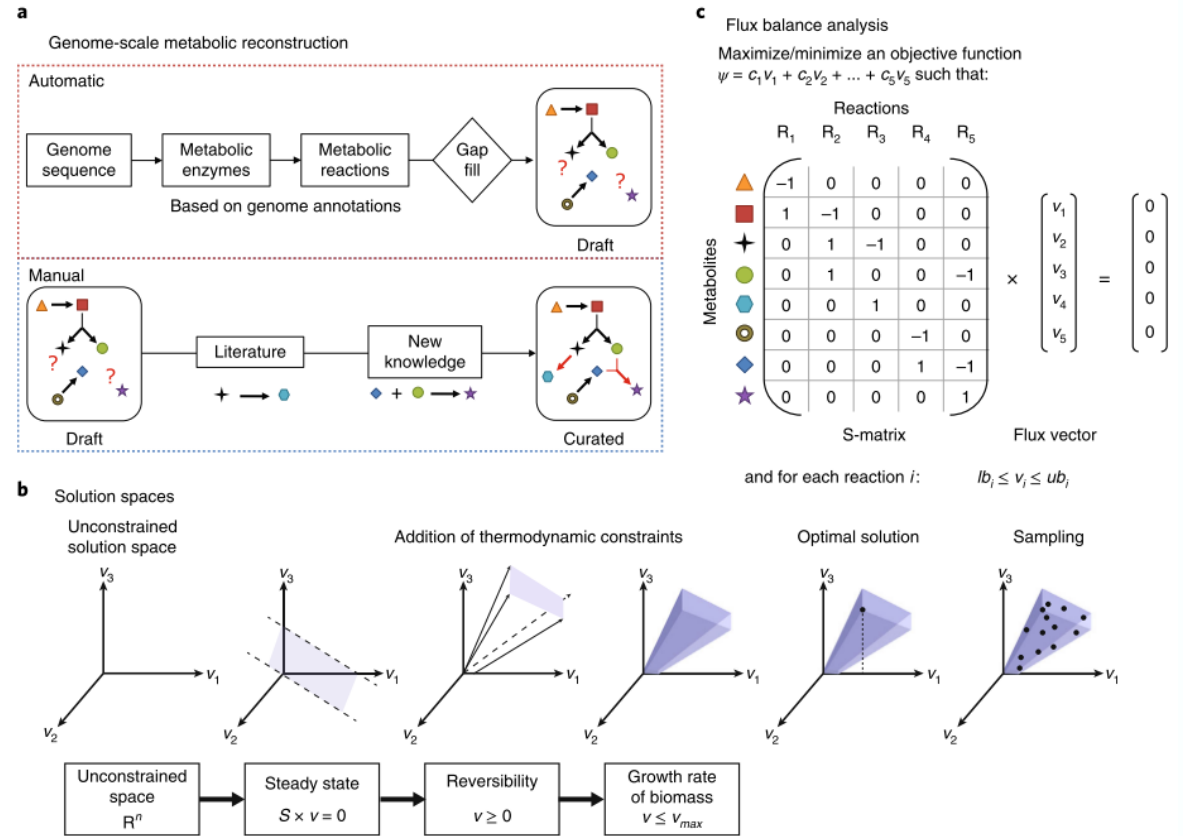 a
Genome-scale metabolic reconstruction
Automatic
Genome
sequence
Metabolic
enzymes
Metabolic
reactions
Gap
fill
Based on genome annotations
?
?
Draft
Manual
?
?
Draft
Literature
New
knowledge
+
Curated
b
Solution spaces
Unconstrained
solution space
Addition of thermodynamic constraints
Optimal solution
Sampling
v₃
v₁
v₂
v₃
v₁
v₂
v₃
v₁
v₂
v₃
v₁
v₂
v₃
v₁
v₂
v₃
v₁
v₂
Unconstrained
space
Rⁿ
Steady state
S × v = 0
Reversibility
v ≥ 0
Growth rate
of biomass
v ≤ vₘₐₓ
c
Flux balance analysis
Maximize/minimize an objective function
ψ = c₁v₁ + c₂v₂ + ... + c₅v₅ such that:
Reactions
R₁ R₂ R₃ R₄ R₅
Metabolites
–1 0 0 0 0
1 –1 0 0 0
0 1 –1 0 0
0 1 0 0 –1
0 0 1 0 0
0 0 0 –1 0
0 0 0 1 –1
0 0 0 0 1
×
v₁
v₂
v₃
v₄
v₅
=
0
0
0
0
0
S-matrix
Flux vector
and for each reaction i: lbᵢ ≤ vᵢ ≤ ubᵢ